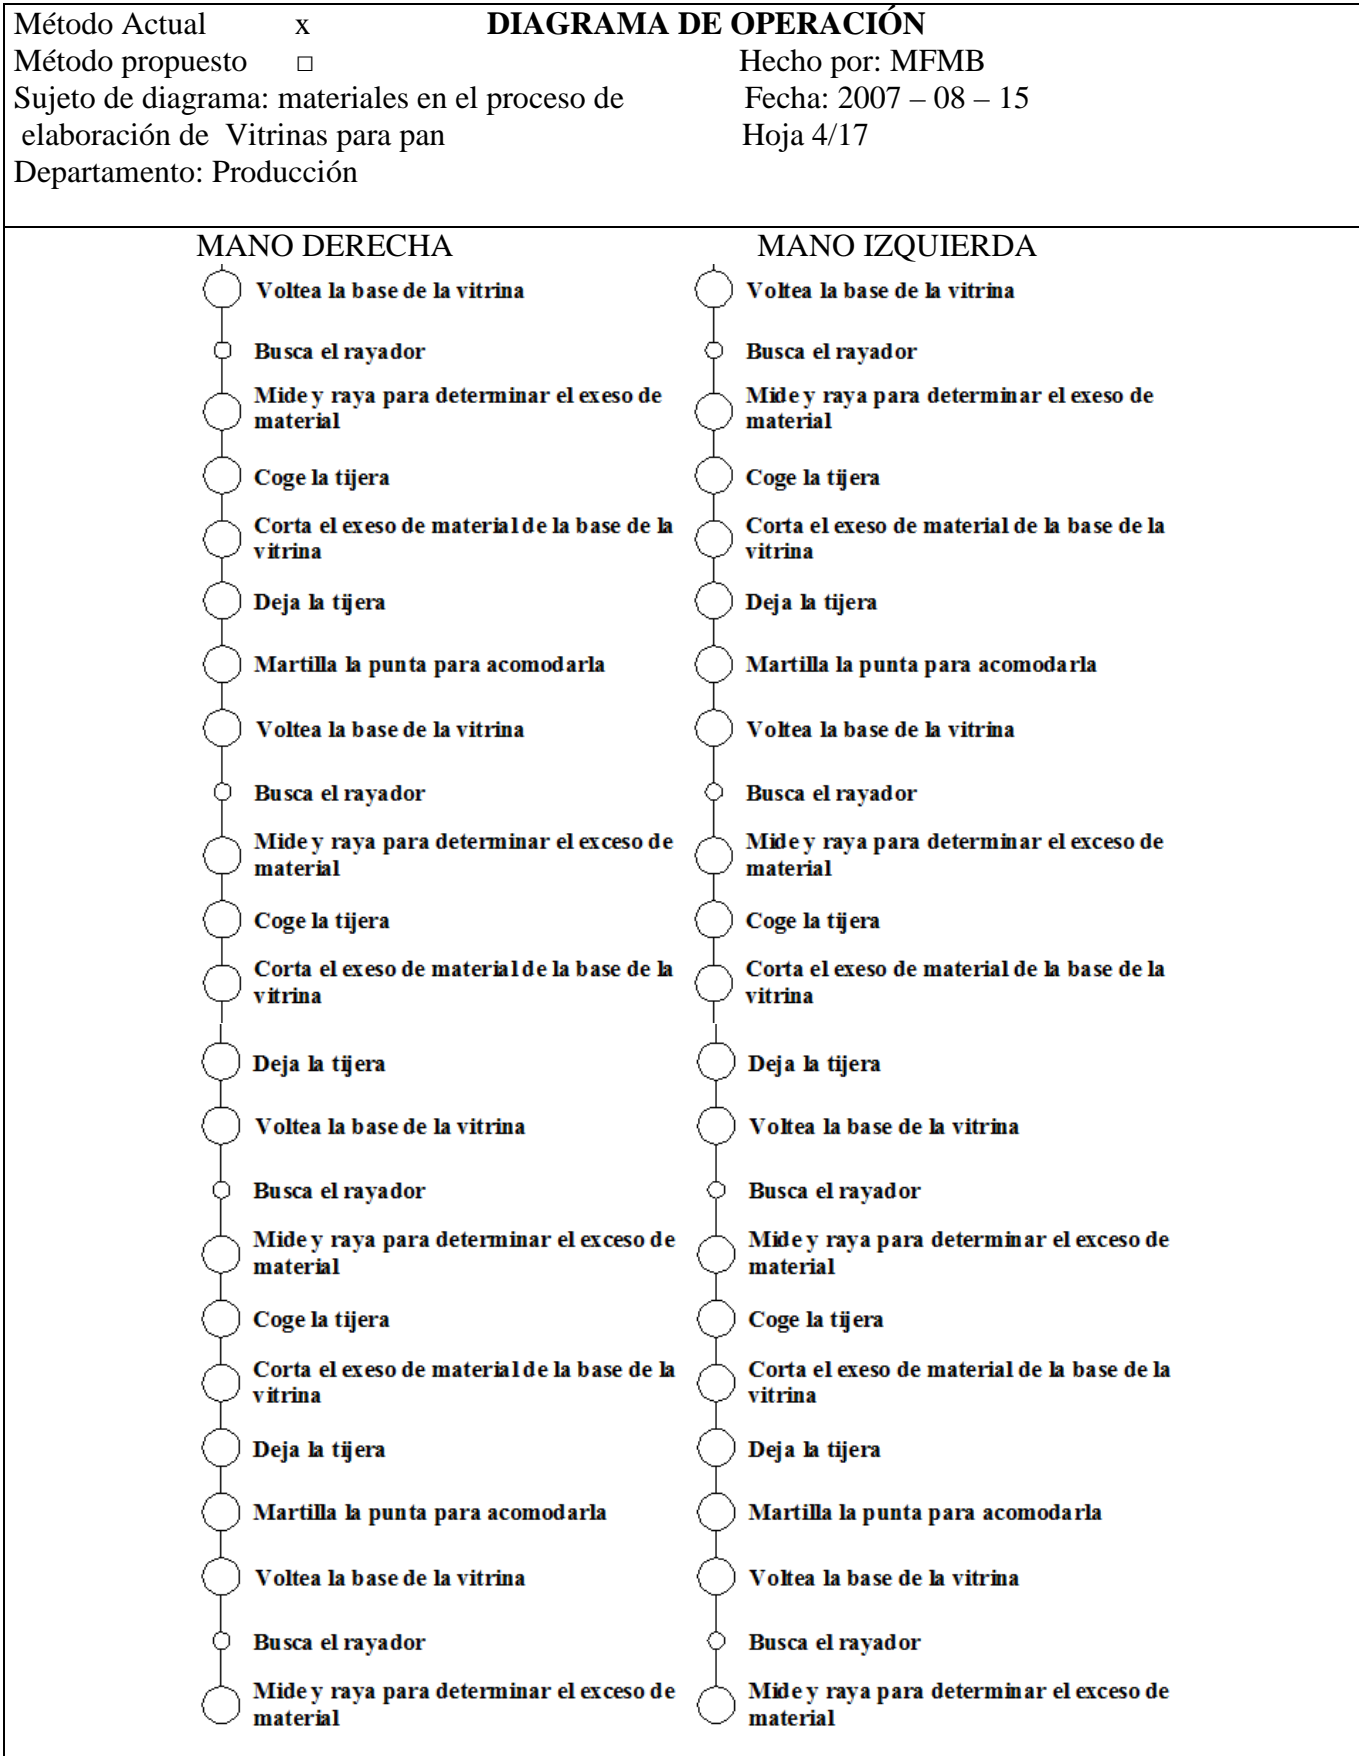 Método Actual x DIAGRAMA DE OPERACIÓN
Método propuesto □ Hecho por: MFMB
Sujeto de diagrama: materiales en el proceso de Fecha: 2007 – 08 – 15
elaboración de Vitrinas para pan Hoja 4/17
Departamento: Producción
MANO DERECHA MANO IZQUIERDA
Voltea la base de la vitrina Voltea la base de la vitrina
Busca el rayador Busca el rayador
Mide y raya para determinar el exeso de Mide y raya para determinar el exeso de
material material
Coge la tijera Coge la tijera
Corta el exeso de material de la base de la Corta el exeso de material de la base de la
vitrina vitrina
Deja la tijera Deja la tijera
Martilla la punta para acomodarla Martilla la punta para acomodarla
Voltea la base de la vitrina Voltea la base de la vitrina
Busca el rayador Busca el rayador
Mide y raya para determinar el exceso de Mide y raya para determinar el exceso de
material material
Coge la tijera Coge la tijera
Corta el exeso de material de la base de la Corta el exeso de material de la base de la
vitrina vitrina
Deja la tijera Deja la tijera
Voltea la base de la vitrina Voltea la base de la vitrina
Busca el rayador Busca el rayador
Mide y raya para determinar el exceso de Mide y raya para determinar el exceso de
material material
Coge la tijera Coge la tijera
Corta el exeso de material de la base de la Corta el exeso de material de la base de la
vitrina vitrina
Deja la tijera Deja la tijera
Martilla la punta para acomodarla Martilla la punta para acomodarla
Voltea la base de la vitrina Voltea la base de la vitrina
Busca el rayador Busca el rayador
Mide y raya para determinar el exceso de Mide y raya para determinar el exceso de
material material